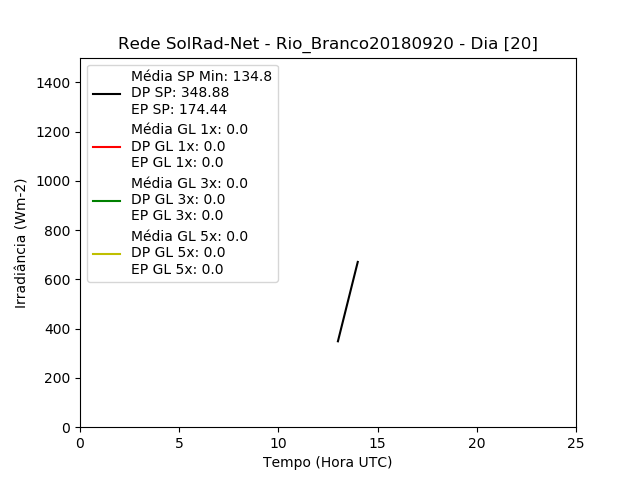 Rede SolRad-Net - Rio_Branco20180920 - Dia [20]
Média SP Min: 134.8
DP SP: 348.88
EP SP: 174.44
Média GL 1x: 0.0
DP GL 1x: 0.0
EP GL 1x: 0.0
Média GL 3x: 0.0
DP GL 3x: 0.0
EP GL 3x: 0.0
Média GL 5x: 0.0
DP GL 5x: 0.0
EP GL 5x: 0.0
Irradiância (Wm-2)
1400
1200
1000
800
600
400
200
0
0 5 10 15 20 25
Tempo (Hora UTC)